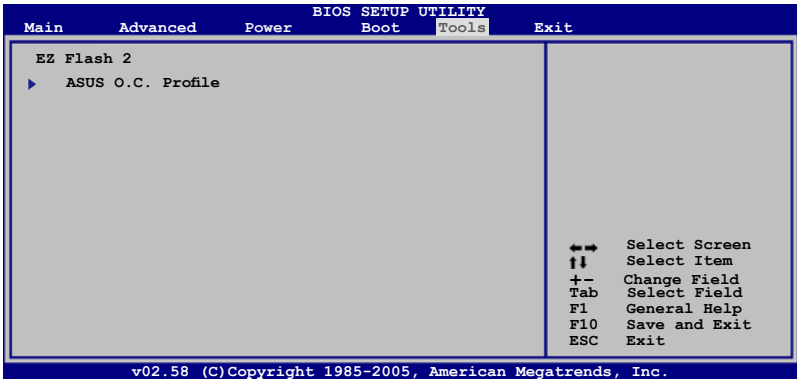 BIOS SETUP UTILITY
Main Advanced Power Boot Tools Exit
EZ Flash 2
ASUS O.C. Profile
Select Screen
Select Item
+- Change Field
Tab Select Field
F1 General Help
F10 Save and Exit
ESC Exit
v02.58 (C)Copyright 1985-2005, American Megatrends, Inc.